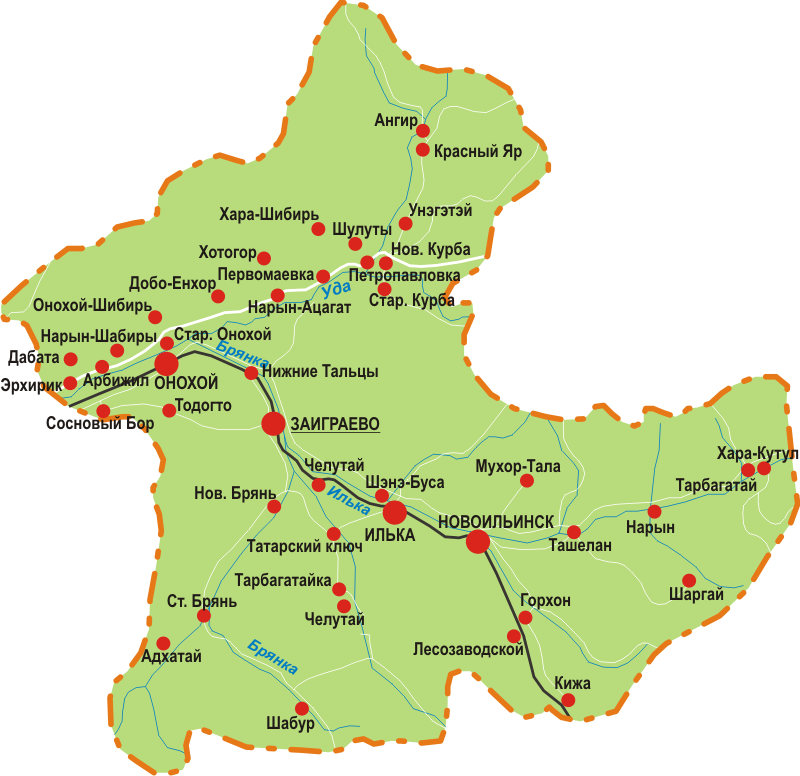 Ангир
Красный Яр
Унэгэтэй
Хара-Шибирь
Шулуты
Нов. Курба
Хотогор
Первомаевка
Петропавловка
Добо-Енхор
Уда
Стар. Курба
Онохой-Шибирь
Нарын-Ацагат
Нарын-Шабиры
Стар. Онохой
Дабата
Брянка
Эрхирик
Арбижил
ОНОХОЙ
Нижние Тальцы
Сосновый Бор
Тодогто
ЗАИГРАЕВО
Хара-Кутул
Челутай
Шэнэ-Буса
Мухор-Тала
Тарбагатай
Нов. Брянь
Илька
ИЛЬКА
НОВОИЛЬИНСК
Нарын
Татарский ключ
Ташелан
Тарбагатайка
Шаргай
Ст. Брянь
Челутай
Горхон
Адхатай
Брянка
Лесозаводской
Кижа
Шабур